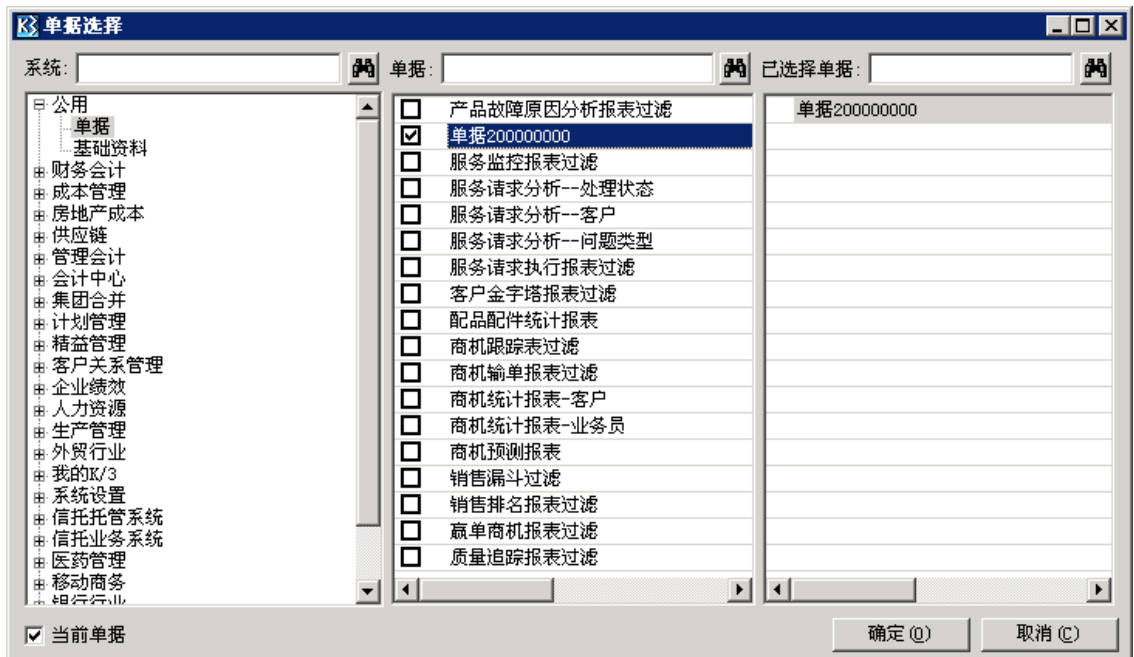 K3 单据选择
系统:
单据:
已选择单据:
公用
单据
基础资料
财务会计
成本管理
房地产成本
供应链
管理会计
会计中心
集团合并
计划管理
精益管理
客户关系管理
企业绩效
人力资源
生产管理
外贸行业
我的K/3
系统设置
信托托管系统
信托业务系统
医药管理
移动商务
银行行业
产品故障原因分析报表过滤
单据200000000
服务监控报表过滤
服务请求分析--处理状态
服务请求分析--客户
服务请求分析--问题类型
服务请求执行报表过滤
客户金字塔报表过滤
配品配件统计报表
商机跟踪表过滤
商机输单报表过滤
商机统计报表-客户
商机统计报表-业务员
商机预测报表
销售漏斗过滤
销售排名报表过滤
赢单商机报表过滤
质量追踪报表过滤
单据200000000
当前单据
确定(O)
取消(C)